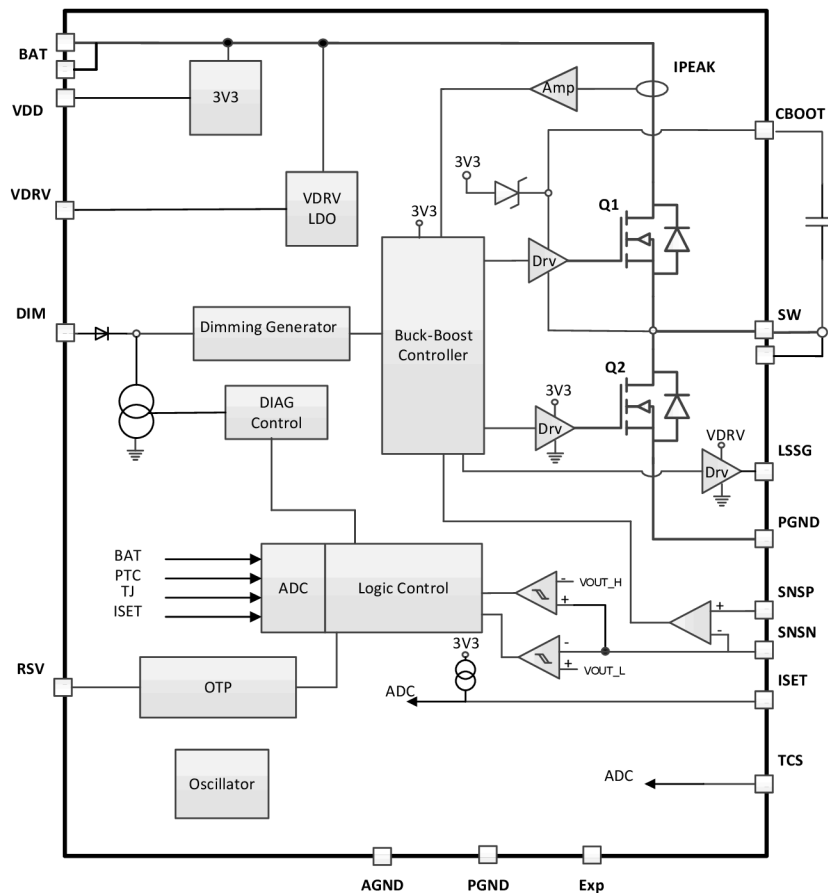 BAT
IPEAK
3V3
Amp
VDD
CBOOT
3V3
VDRV
VDRV
LDO
Q1
3V3
Drv
DIM
SW
Dimming Generator
Buck-Boost
Controller
Q2
3V3
DIAG
Control
Drv
VDRV
LSSG
Drv
PGND
BAT
PTC
TJ
ISET
ADC
Logic Control
-
VOUT_H
+
SNSP
+
-
SNSN
-
+
VOUT_L
3V3
RSV
OTP
ISET
ADC
TCS
Oscillator
ADC
AGND
PGND
Exp